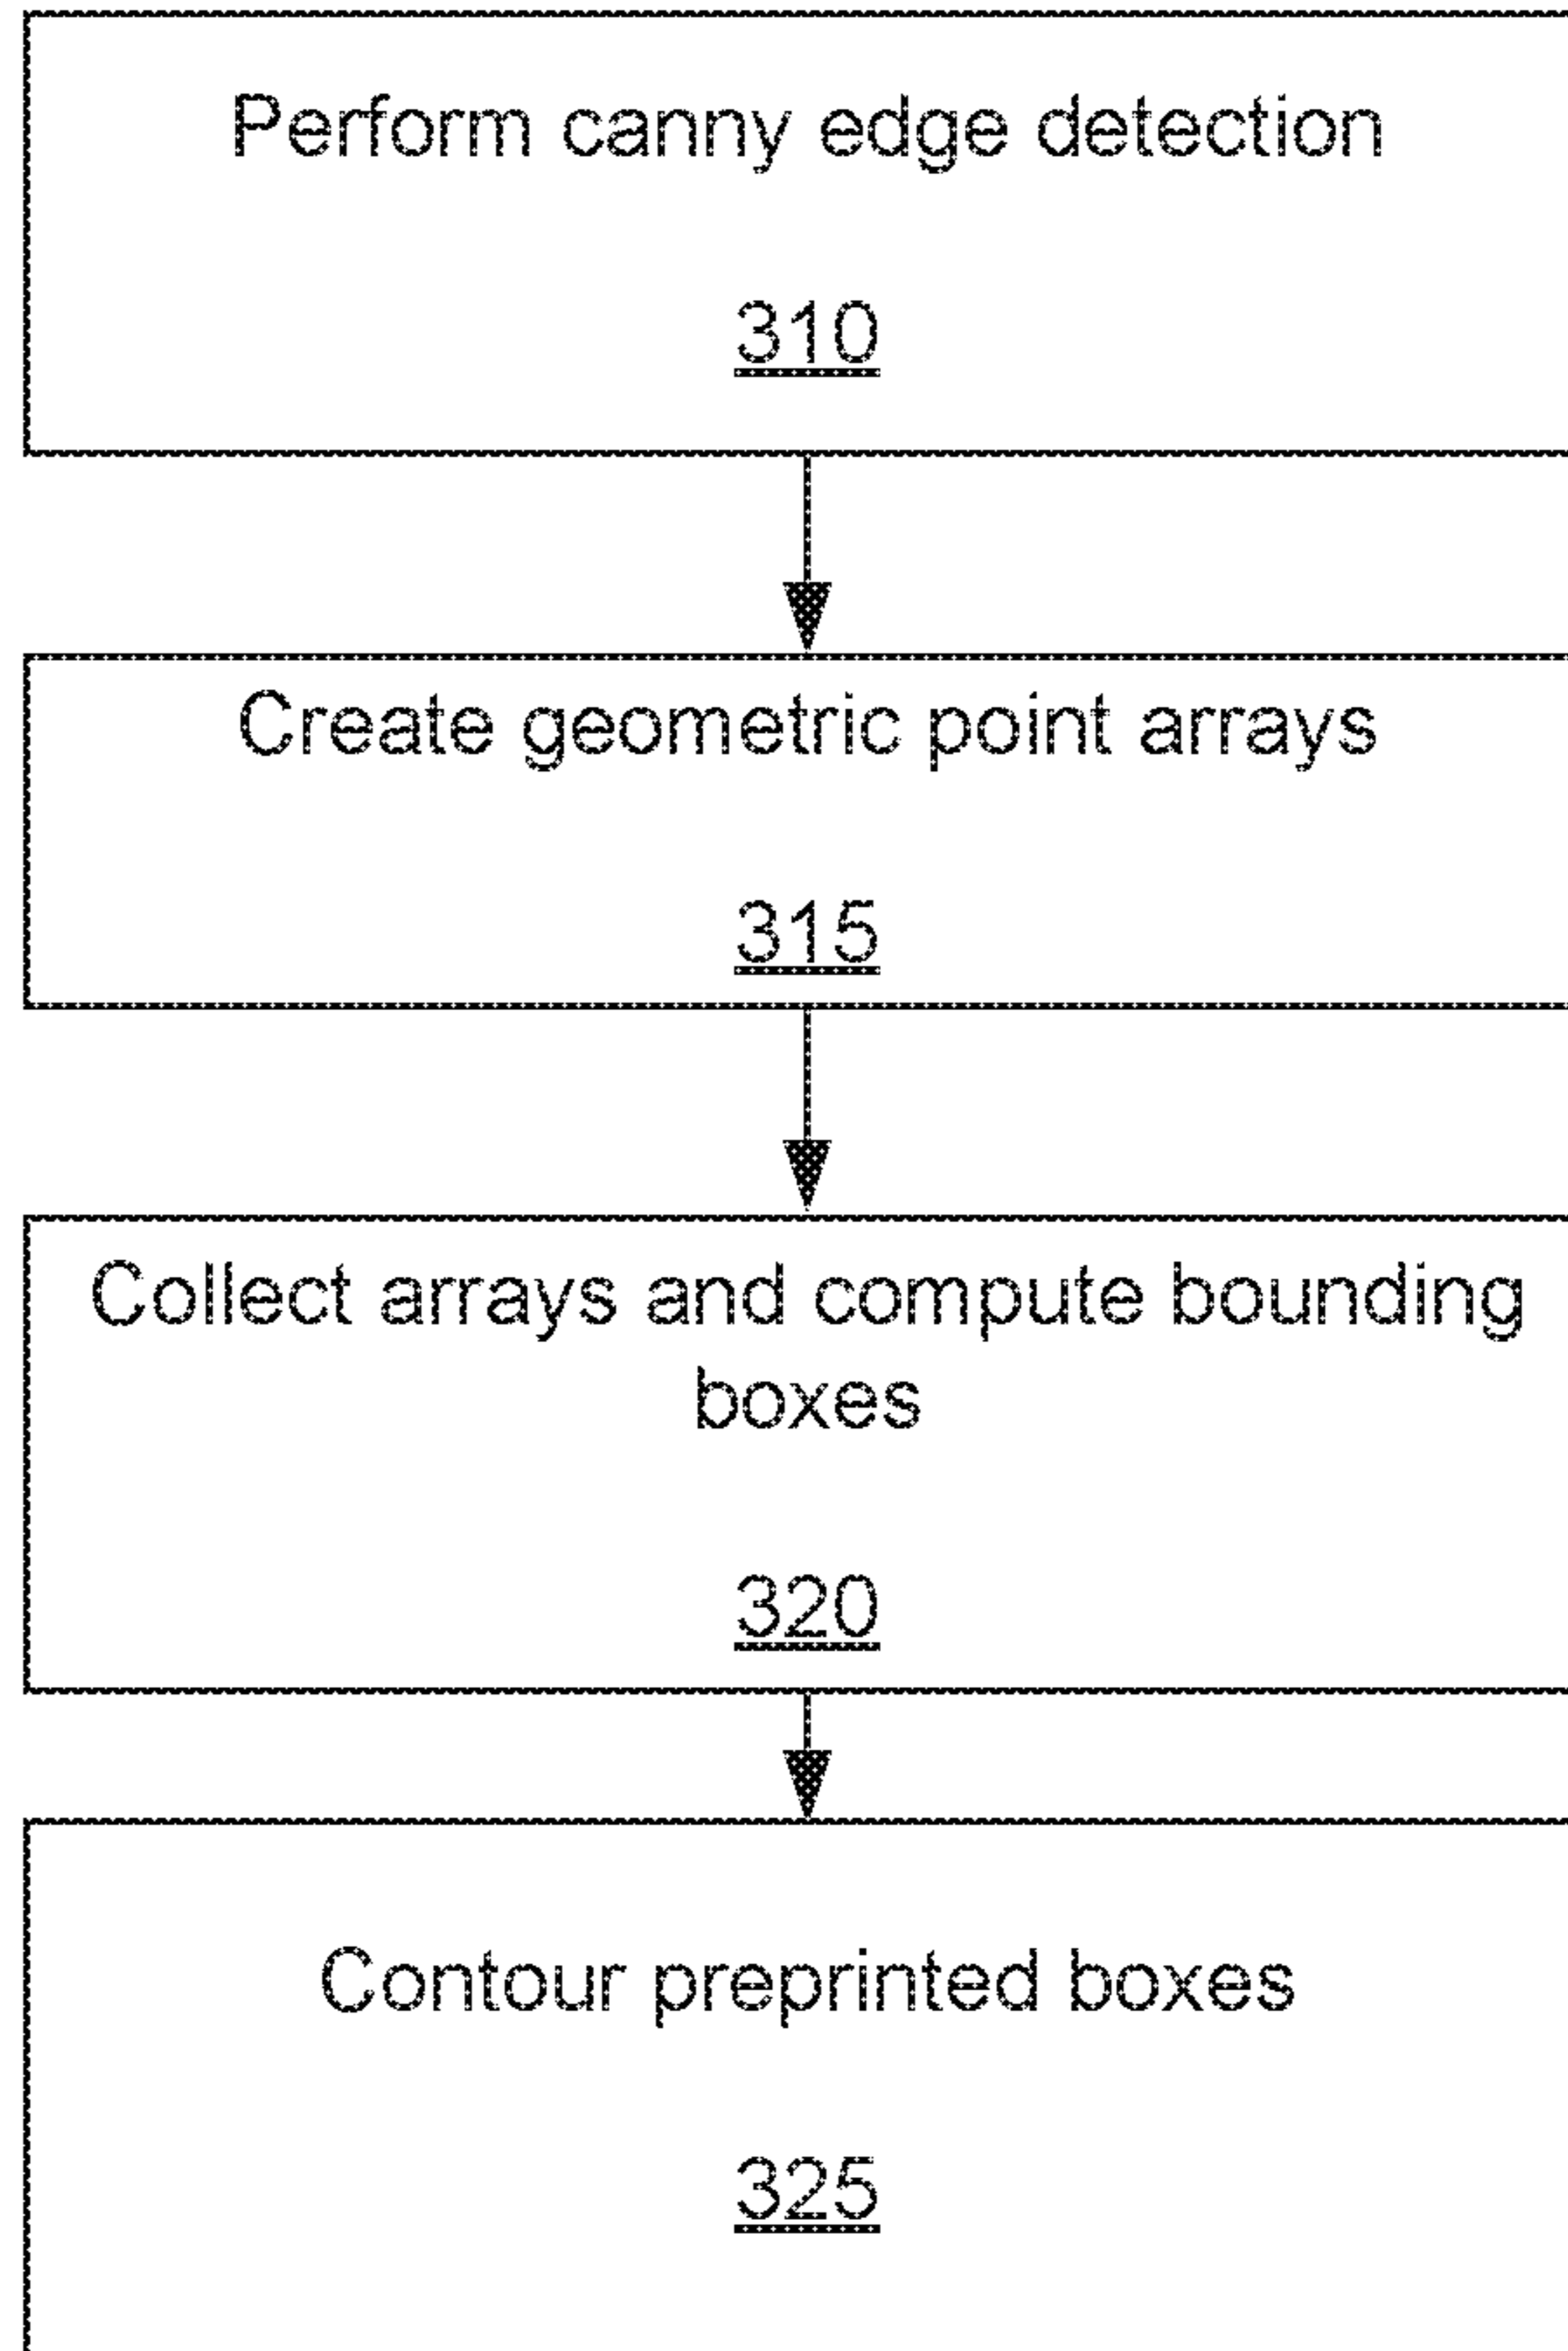 Perform canny edge detection
310
Create geometric point arrays
315
Collect arrays and compute bounding
boxes
320
Contour preprinted boxes
325